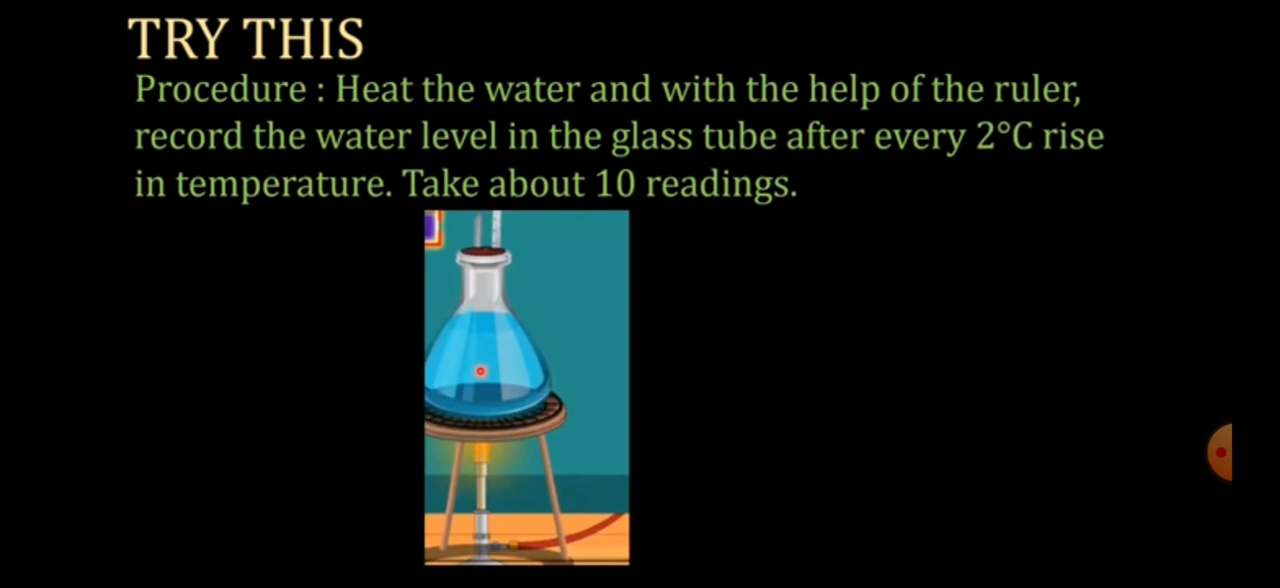 TRY THIS
Procedure : Heat the water and with the help of the ruler,
record the water level in the glass tube after every 2°C rise
in temperature. Take about 10 readings.